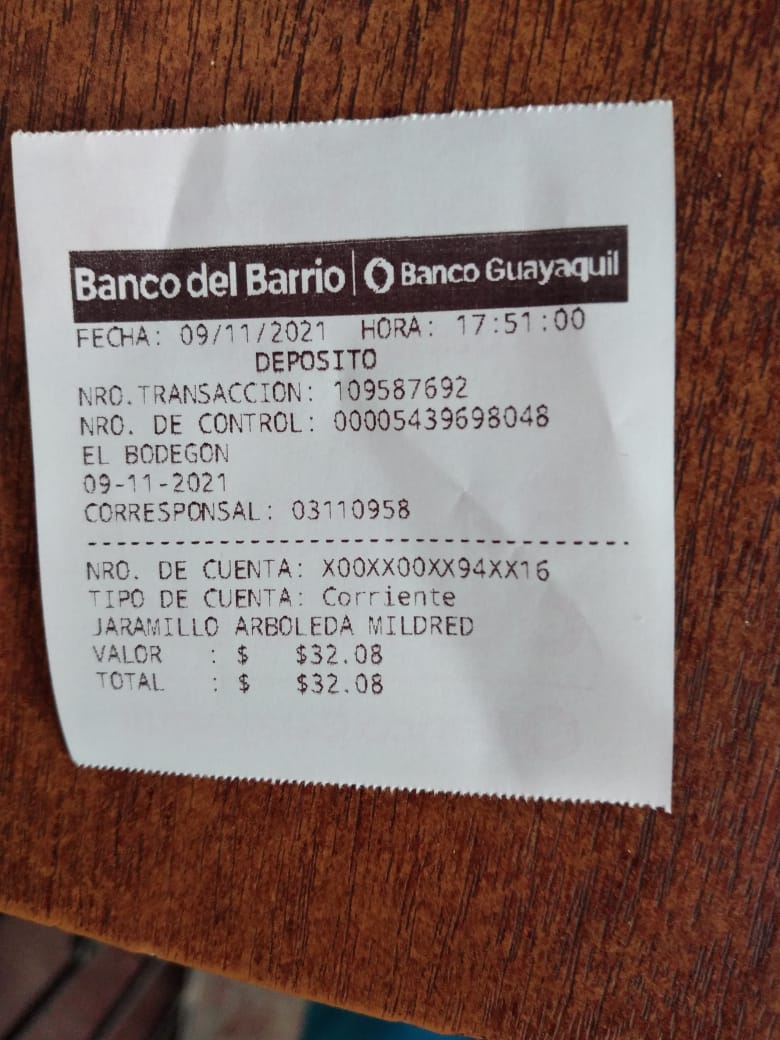 Banco del Barrio | Banco Guayaquil
FECHA: 09/11/2021 HORA: 17:51:00
DEPOSITO
NRO.TRANSACCION: 109587692
NRO. DE CONTROL: 00005439698048
EL BODEGON
09-11-2021
CORRESPONSAL: 03110958
NRO. DE CUENTA: X00XX00XX94XX16
TIPO DE CUENTA: Corriente
JARAMILLO ARBOLEDA MILDRED
VALOR : $ $32.08
TOTAL : $ $32.08